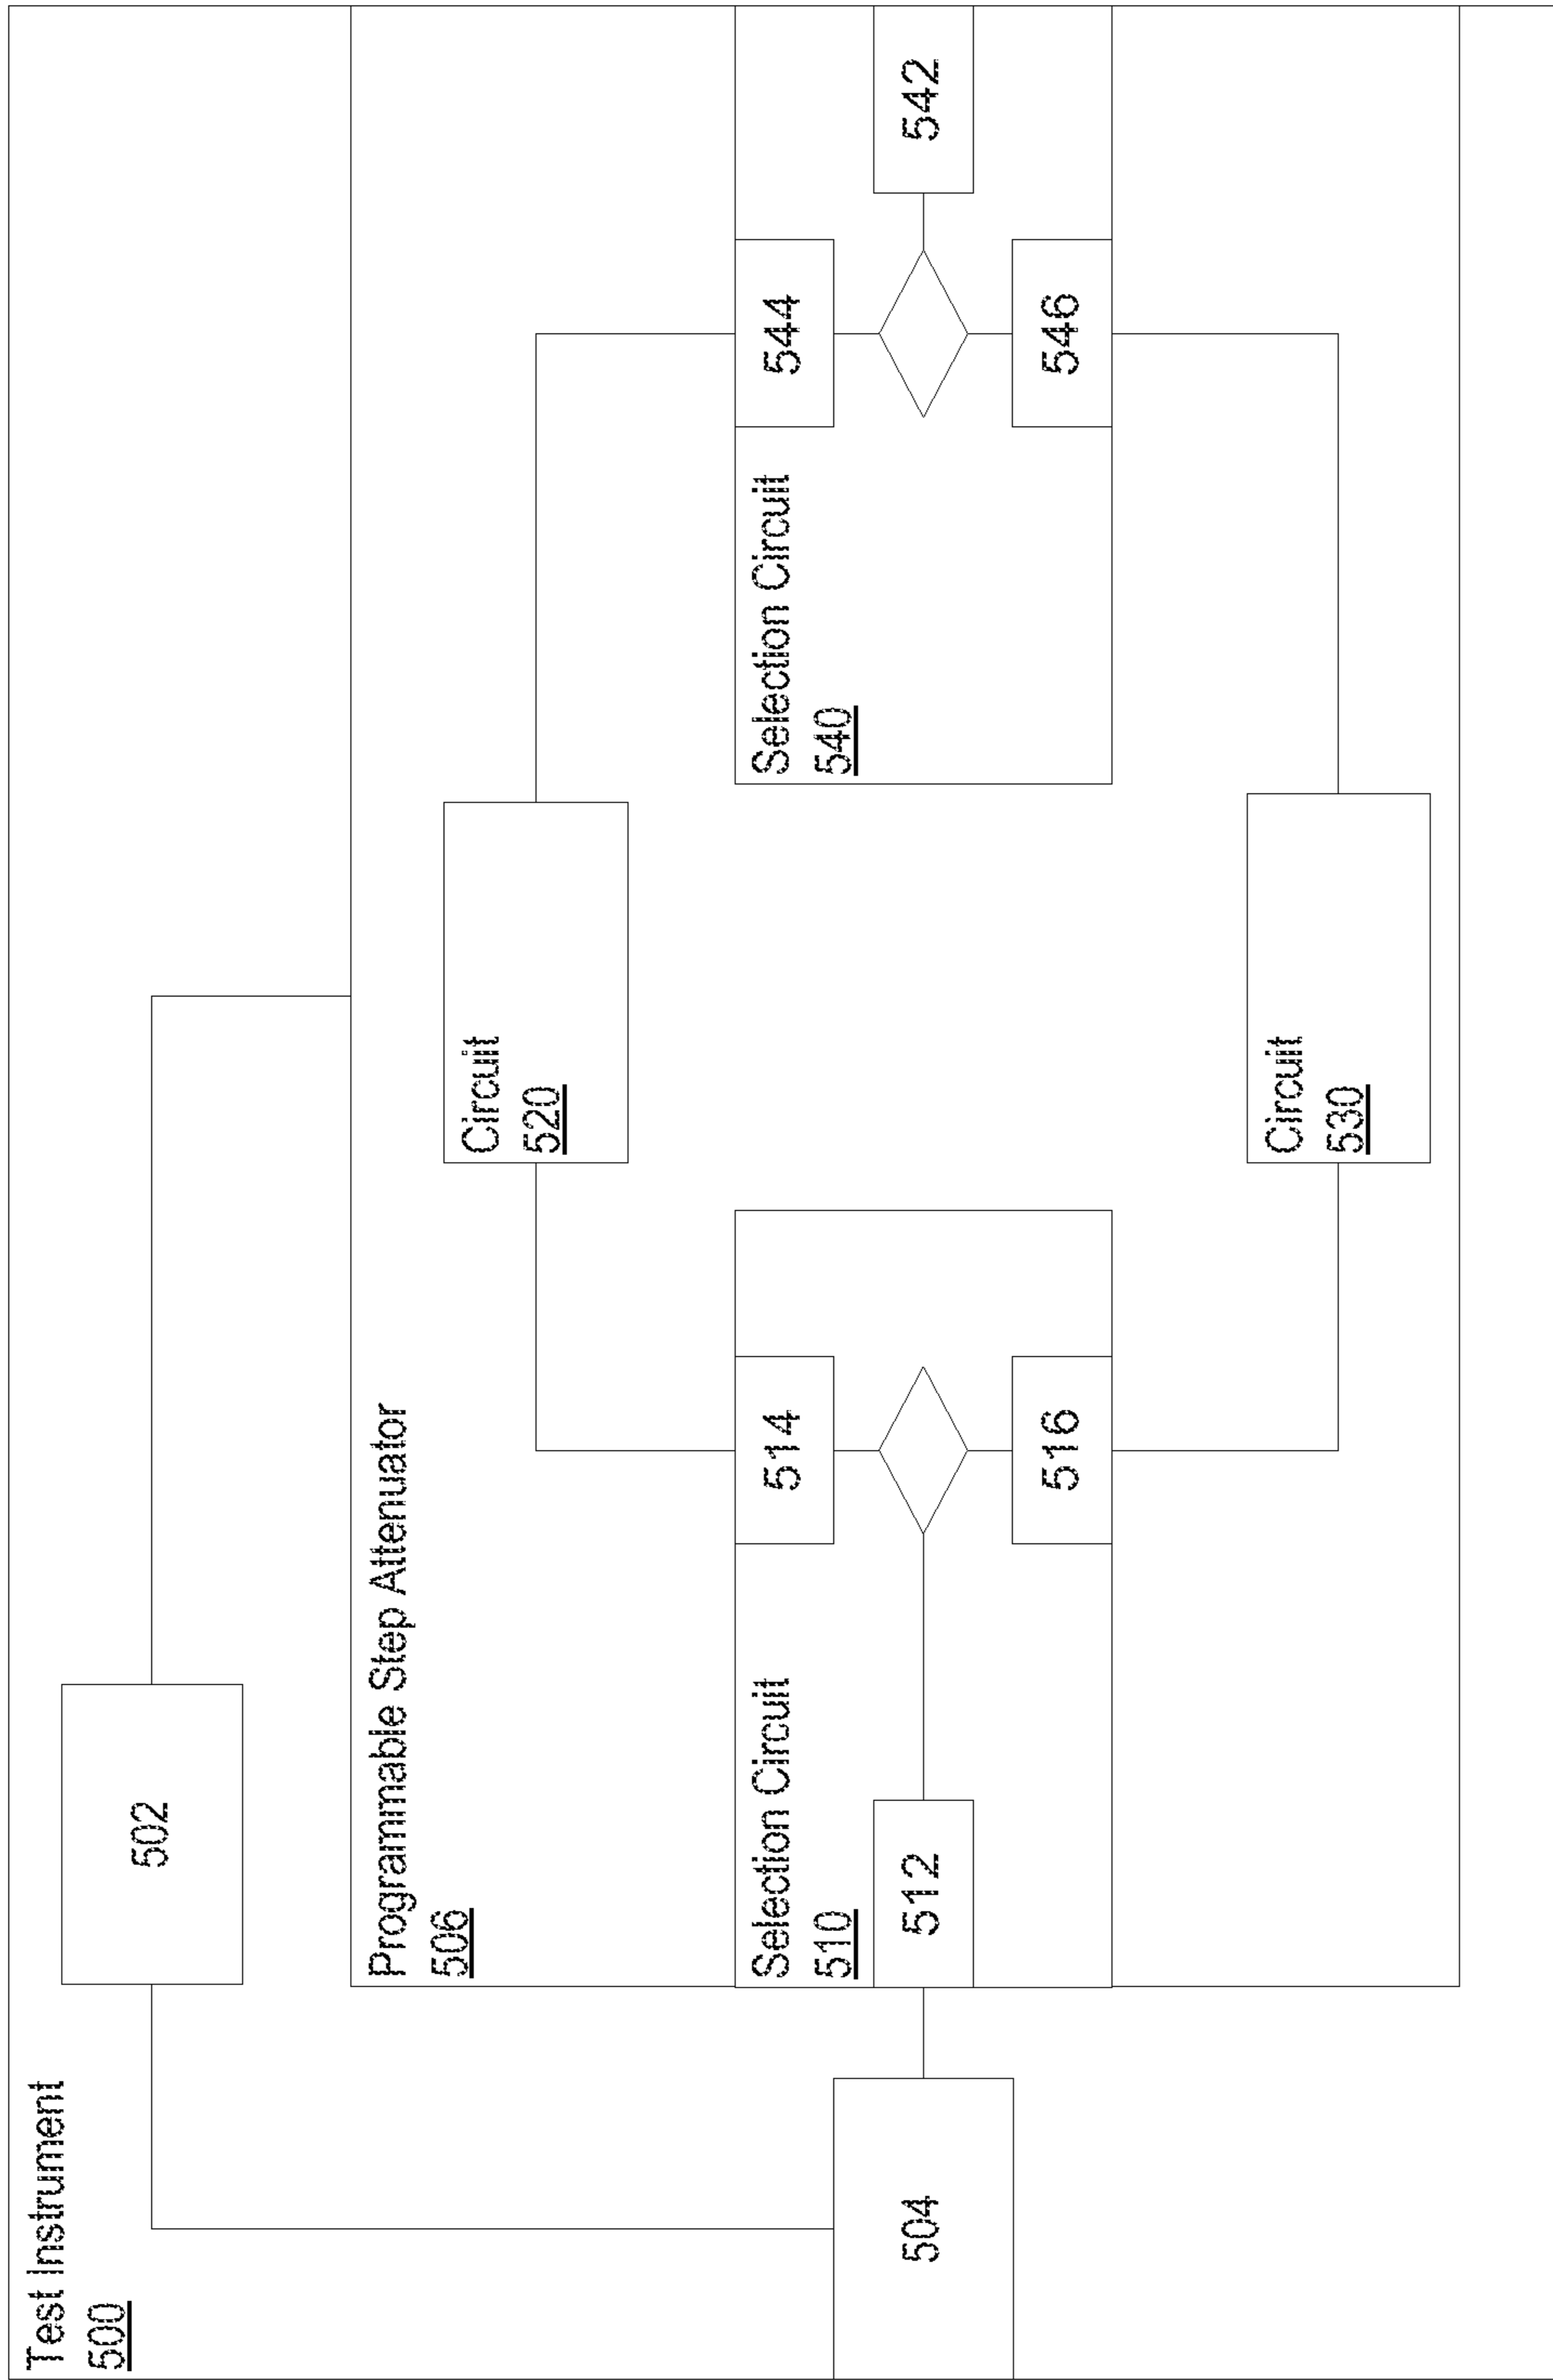 Test Instrument
500
502
504
Programmable Step Attenuator
506
Selection Circuit
510
512
514
516
Circuit
520
Circuit
530
Selection Circuit
540
544
546
542